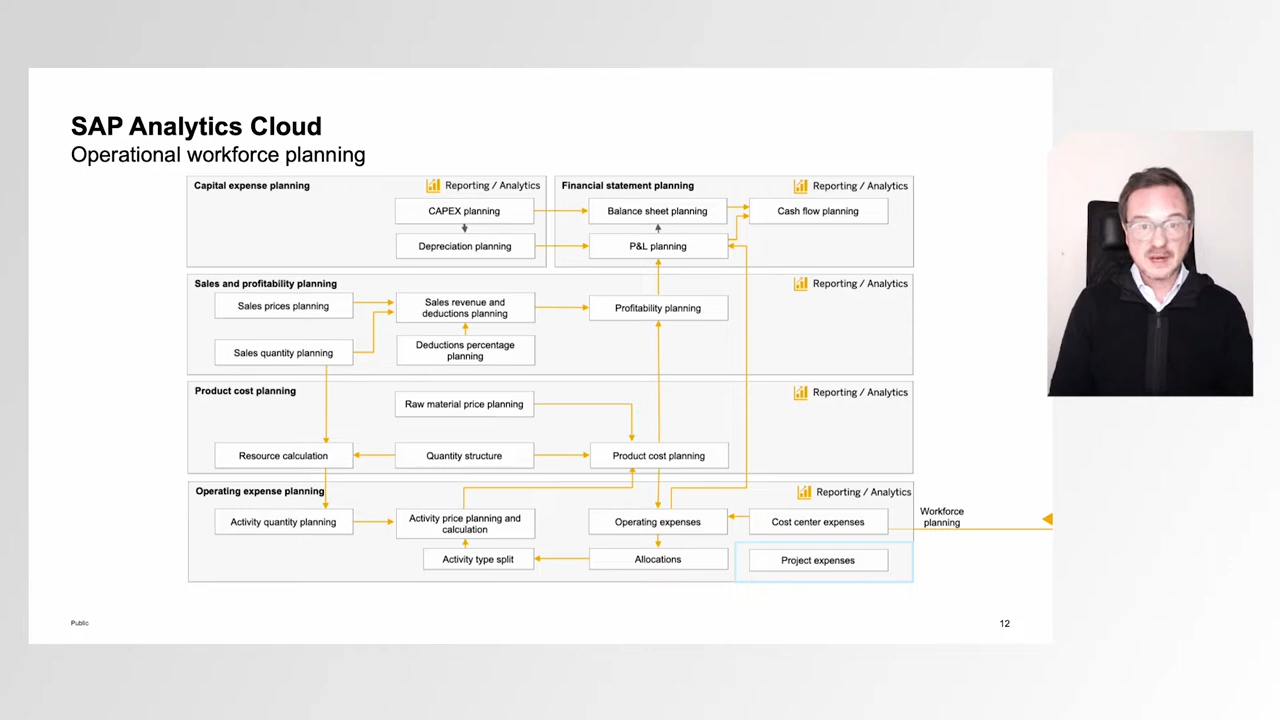 SAP Analytics Cloud
Operational workforce planning
Capital expense planning
Reporting / Analytics
CAPEX planning
Depreciation planning
Financial statement planning
Reporting / Analytics
Balance sheet planning
Cash flow planning
P&L planning
Sales and profitability planning
Reporting / Analytics
Sales prices planning
Sales revenue and
deductions planning
Profitability planning
Sales quantity planning
Deductions percentage
planning
Product cost planning
Reporting / Analytics
Raw material price planning
Resource calculation
Quantity structure
Product cost planning
Operating expense planning
Reporting / Analytics
Activity quantity planning
Activity price planning and
calculation
Operating expenses
Cost center expenses
Workforce
planning
Activity type split
Allocations
Project expenses
Public
12